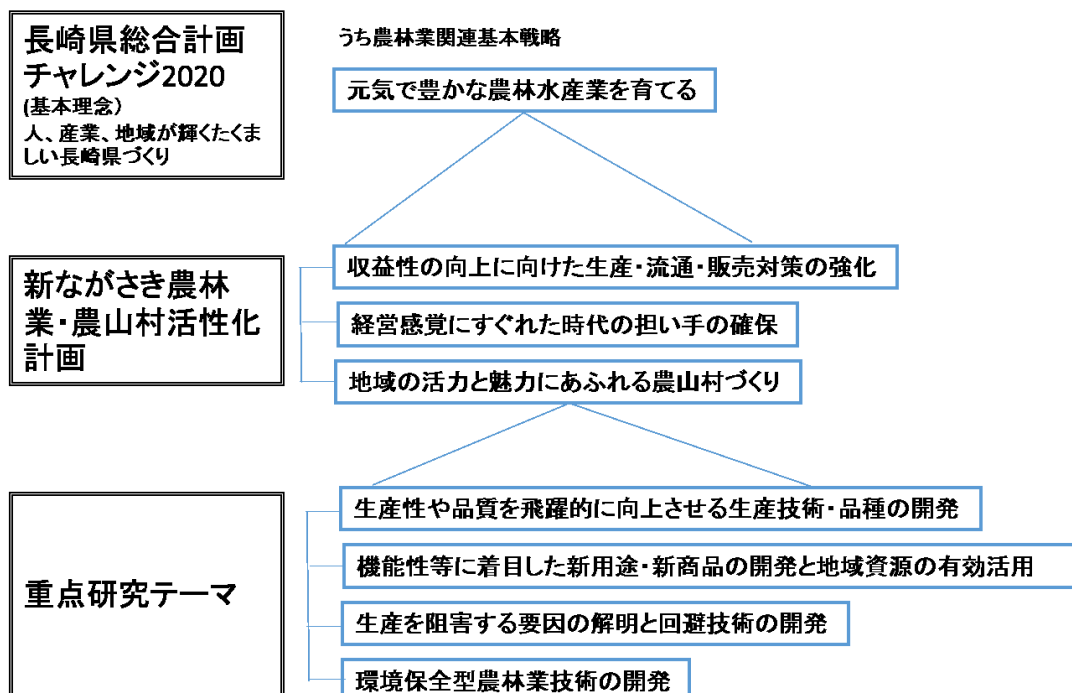 長崎県総合計画
チャレンジ2020
(基本理念)
人、産業、地域が輝くたくま
しい長崎県づくり
うち農林業関連基本戦略
元気で豊かな農林水産業を育てる
新ながさき農林
業・農山村活性化
計画
収益性の向上に向けた生産・流通・販売対策の強化
経営感覚にすぐれた時代の担い手の確保
地域の活力と魅力にあふれる農山村づくり
重点研究テーマ
生産性や品質を飛躍的に向上させる生産技術・品種の開発
機能性等に着目した新用途・新商品の開発と地域資源の有効活用
生産を阻害する要因の解明と回避技術の開発
環境保全型農林業技術の開発